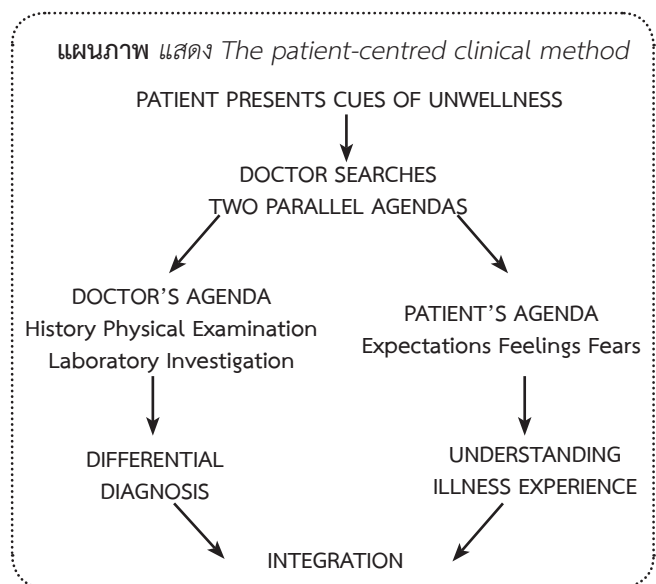 แผนภาพ แสดง The patient-centred clinical method
PATIENT PRESENTS CUES OF UNWELLNESS
DOCTOR SEARCHES
TWO PARALLEL AGENDAS
DOCTOR’S AGENDA
History Physical Examination
Laboratory Investigation
PATIENT’S AGENDA
Expectations Feelings Fears
DIFFERENTIAL
DIAGNOSIS
UNDERSTANDING
ILLNESS EXPERIENCE
INTEGRATION